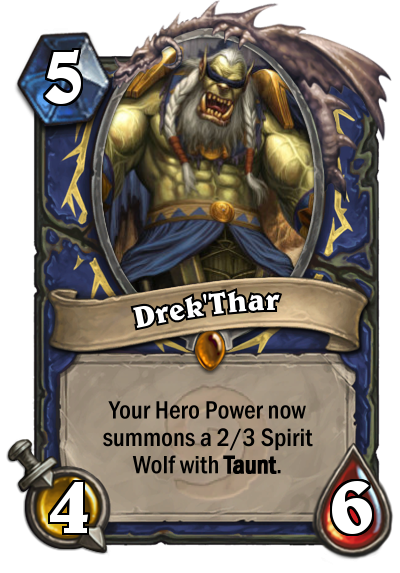 5
Drek'Thar
Your Hero Power now
summons a 2/3 Spirit
Wolf with Taunt.
4
6